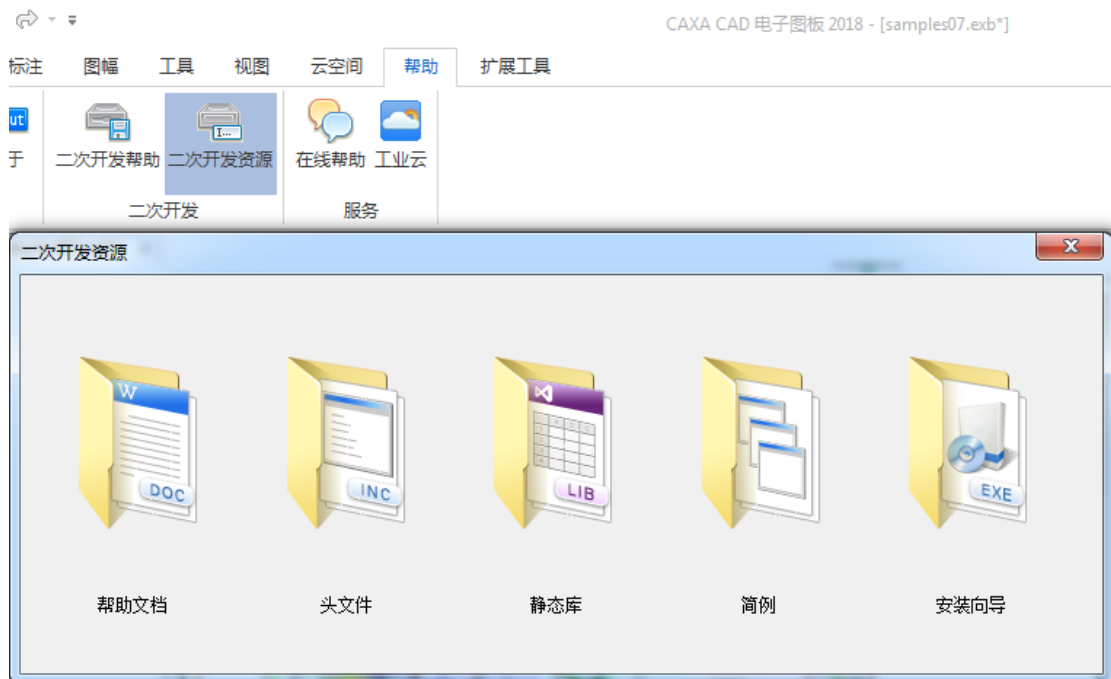 CAXA CAD 电子图板 2018 - [samples07.exb*]
标注 图幅 工具 视图 云空间 帮助 扩展工具
ut
于 二次开发帮助 二次开发资源 在线帮助 工业云
I...
二次开发 服务
二次开发资源
W
DOC INC LIB EXE
帮助文档 头文件 静态库 简例 安装向导